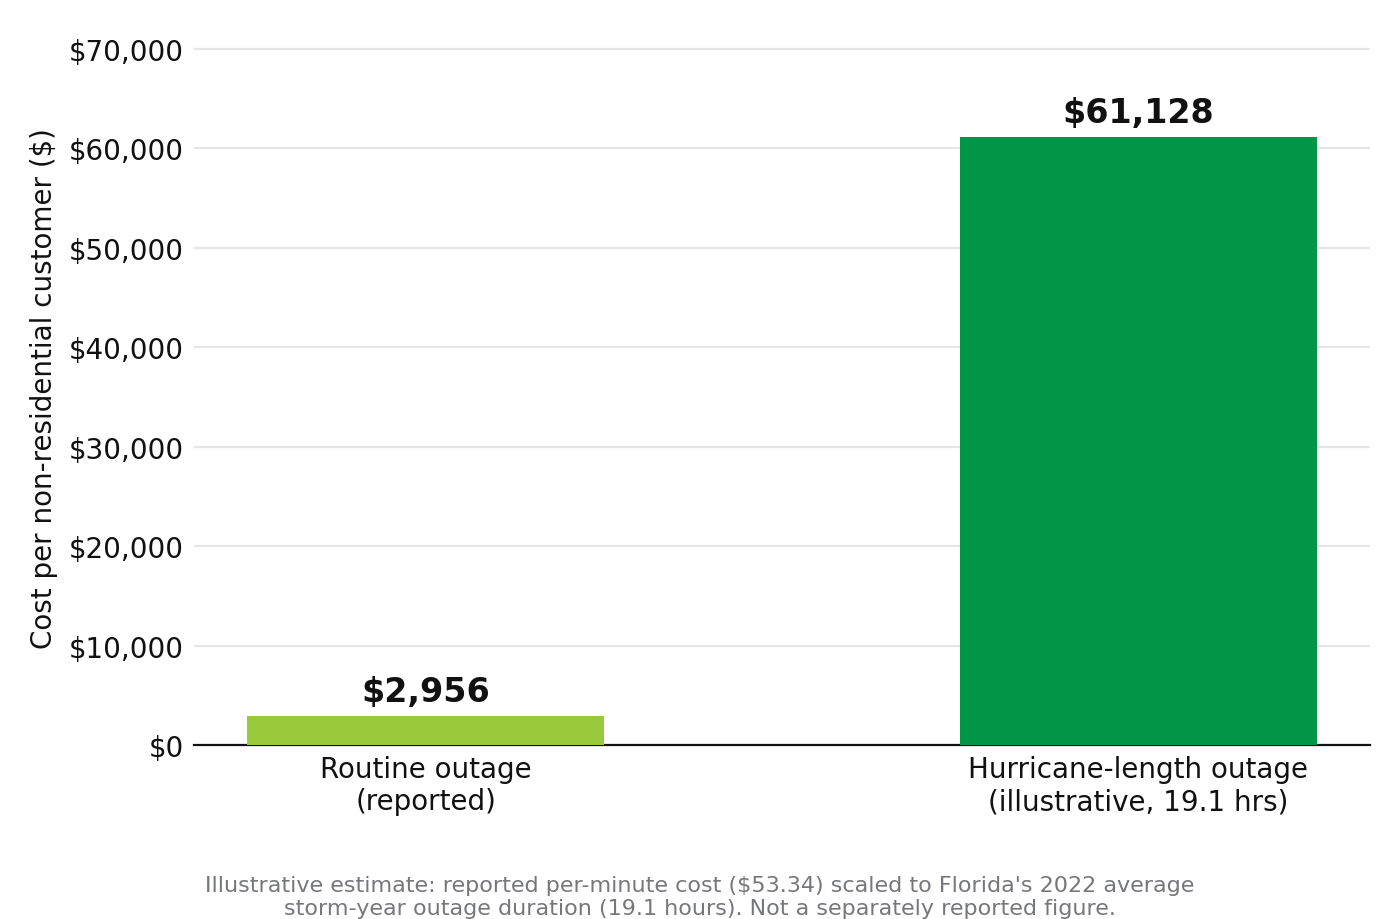 $70,000
$60,000
$50,000
$40,000
$30,000
$20,000
$10,000
$0
Cost per non-residential customer ($)
$2,956
$61,128
Routine outage
(reported)
Hurricane-length outage
(illustrative, 19.1 hrs)
Illustrative estimate: reported per-minute cost ($53.34) scaled to Florida's 2022 average
storm-year outage duration (19.1 hours). Not a separately reported figure.